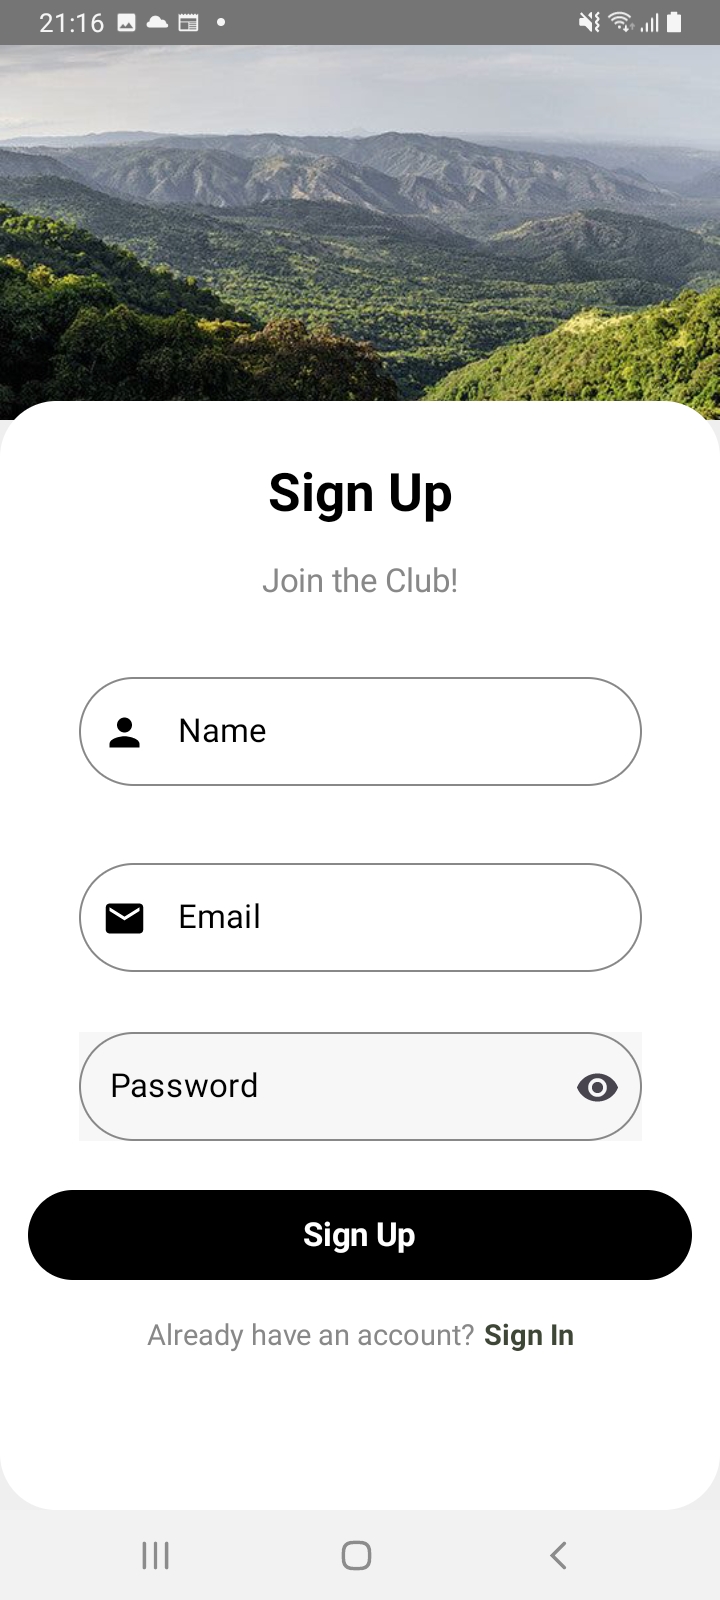 21:16
Sign Up
Join the Club!
Name
Email
Password
Sign Up
Already have an account? Sign In